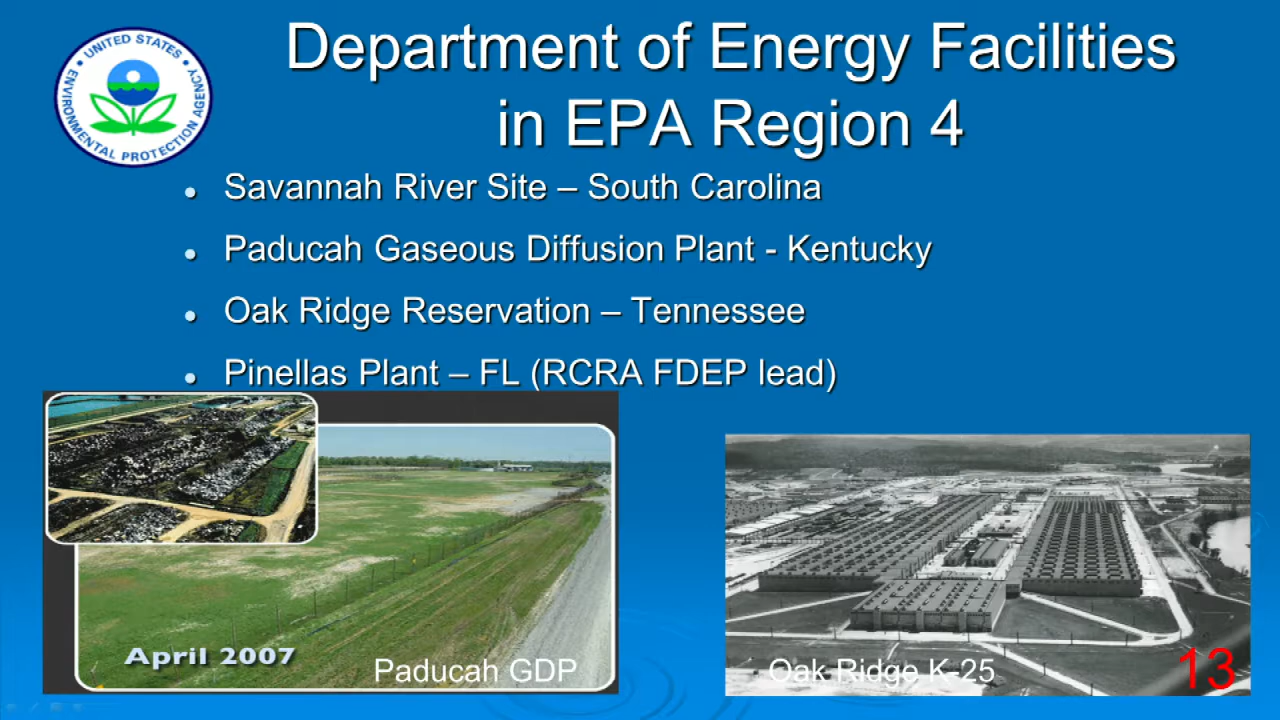 Department of Energy Facilities
in EPA Region 4
UNITED STATES
ENVIRONMENTAL PROTECTION AGENCY
Savannah River Site – South Carolina
Paducah Gaseous Diffusion Plant - Kentucky
Oak Ridge Reservation – Tennessee
Pinellas Plant – FL (RCRA FDEP lead)
April 2007
Paducah GDP
Oak Ridge K-25
13